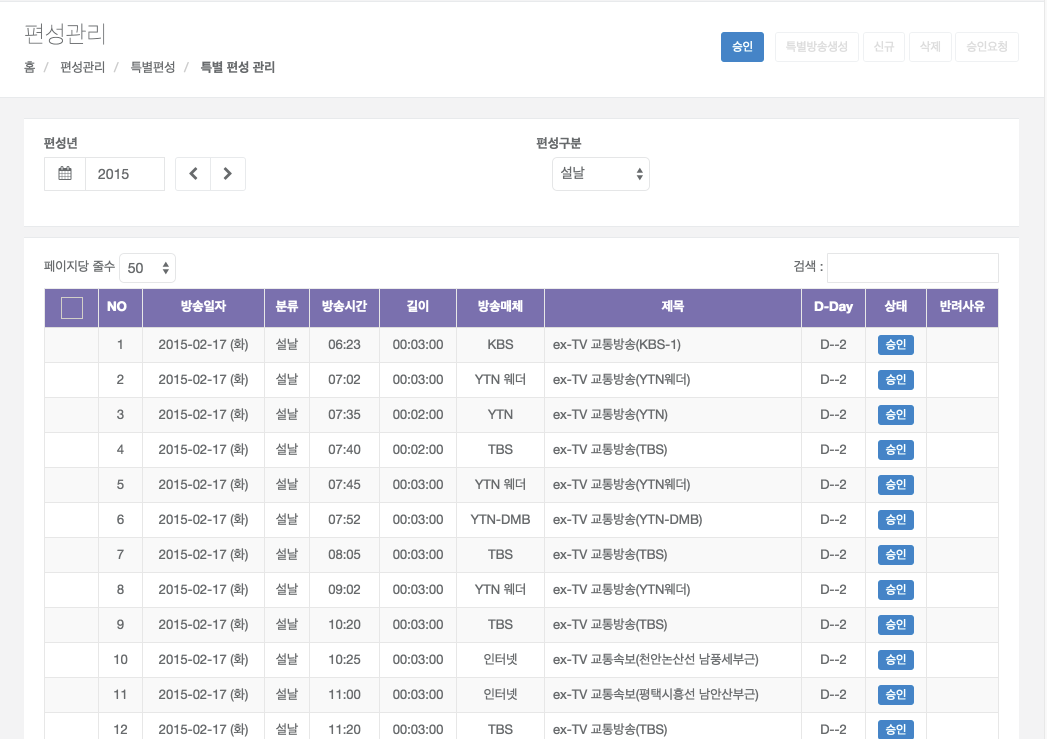 편성관리
홈 / 편성관리 / 특별편성 / 특별 편성 관리
승인 특별방송생성 신규 삭제 승인요청
편성년 편성구분
2015 설날
페이지당 줄수 50 검색 :
NO 방송일자 분류 방송시간 길이 방송매체 제목 D-Day 상태 반려사유
1 2015-02-17 (화) 설날 06:23 00:03:00 KBS ex-TV 교통방송(KBS-1) D--2 승인
2 2015-02-17 (화) 설날 07:02 00:03:00 YTN 웨더 ex-TV 교통방송(YTN웨더) D--2 승인
3 2015-02-17 (화) 설날 07:35 00:02:00 YTN ex-TV 교통방송(YTN) D--2 승인
4 2015-02-17 (화) 설날 07:40 00:02:00 TBS ex-TV 교통방송(TBS) D--2 승인
5 2015-02-17 (화) 설날 07:45 00:03:00 YTN 웨더 ex-TV 교통방송(YTN웨더) D--2 승인
6 2015-02-17 (화) 설날 07:52 00:03:00 YTN-DMB ex-TV 교통방송(YTN-DMB) D--2 승인
7 2015-02-17 (화) 설날 08:05 00:03:00 TBS ex-TV 교통방송(TBS) D--2 승인
8 2015-02-17 (화) 설날 09:02 00:03:00 YTN 웨더 ex-TV 교통방송(YTN웨더) D--2 승인
9 2015-02-17 (화) 설날 10:20 00:03:00 TBS ex-TV 교통방송(TBS) D--2 승인
10 2015-02-17 (화) 설날 10:25 00:03:00 인터넷 ex-TV 교통속보(천안논산선 남풍세부근) D--2 승인
11 2015-02-17 (화) 설날 11:00 00:03:00 인터넷 ex-TV 교통속보(평택시흥선 남안산부근) D--2 승인
12 2015-02-17 (화) 설날 11:20 00:03:00 TBS ex-TV 교통방송(TBS) D--2 승인